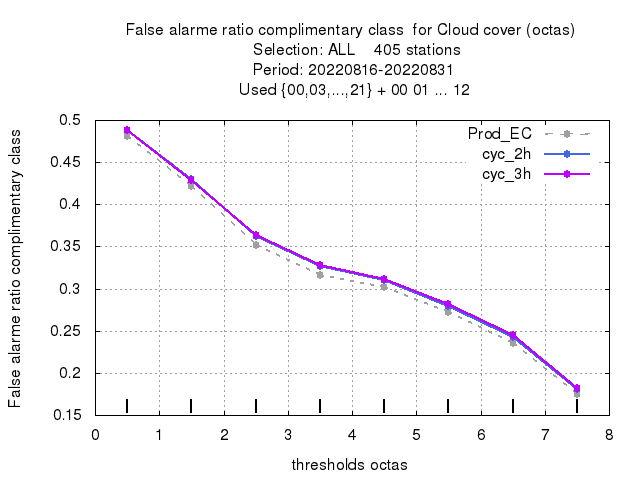 False alarme ratio complimentary class  for Cloud cover (octas)
Selection: ALL    405 stations
Period: 20220816-20220831
Used {00,03,...,21} + 00 01 ... 12
False alarme ratio complimentary class
0.5
0.45
0.4
0.35
0.3
0.25
0.2
0.15
Prod_EC
cyc_2h
cyc_3h
0 1 2 3 4 5 6 7 8
thresholds octas